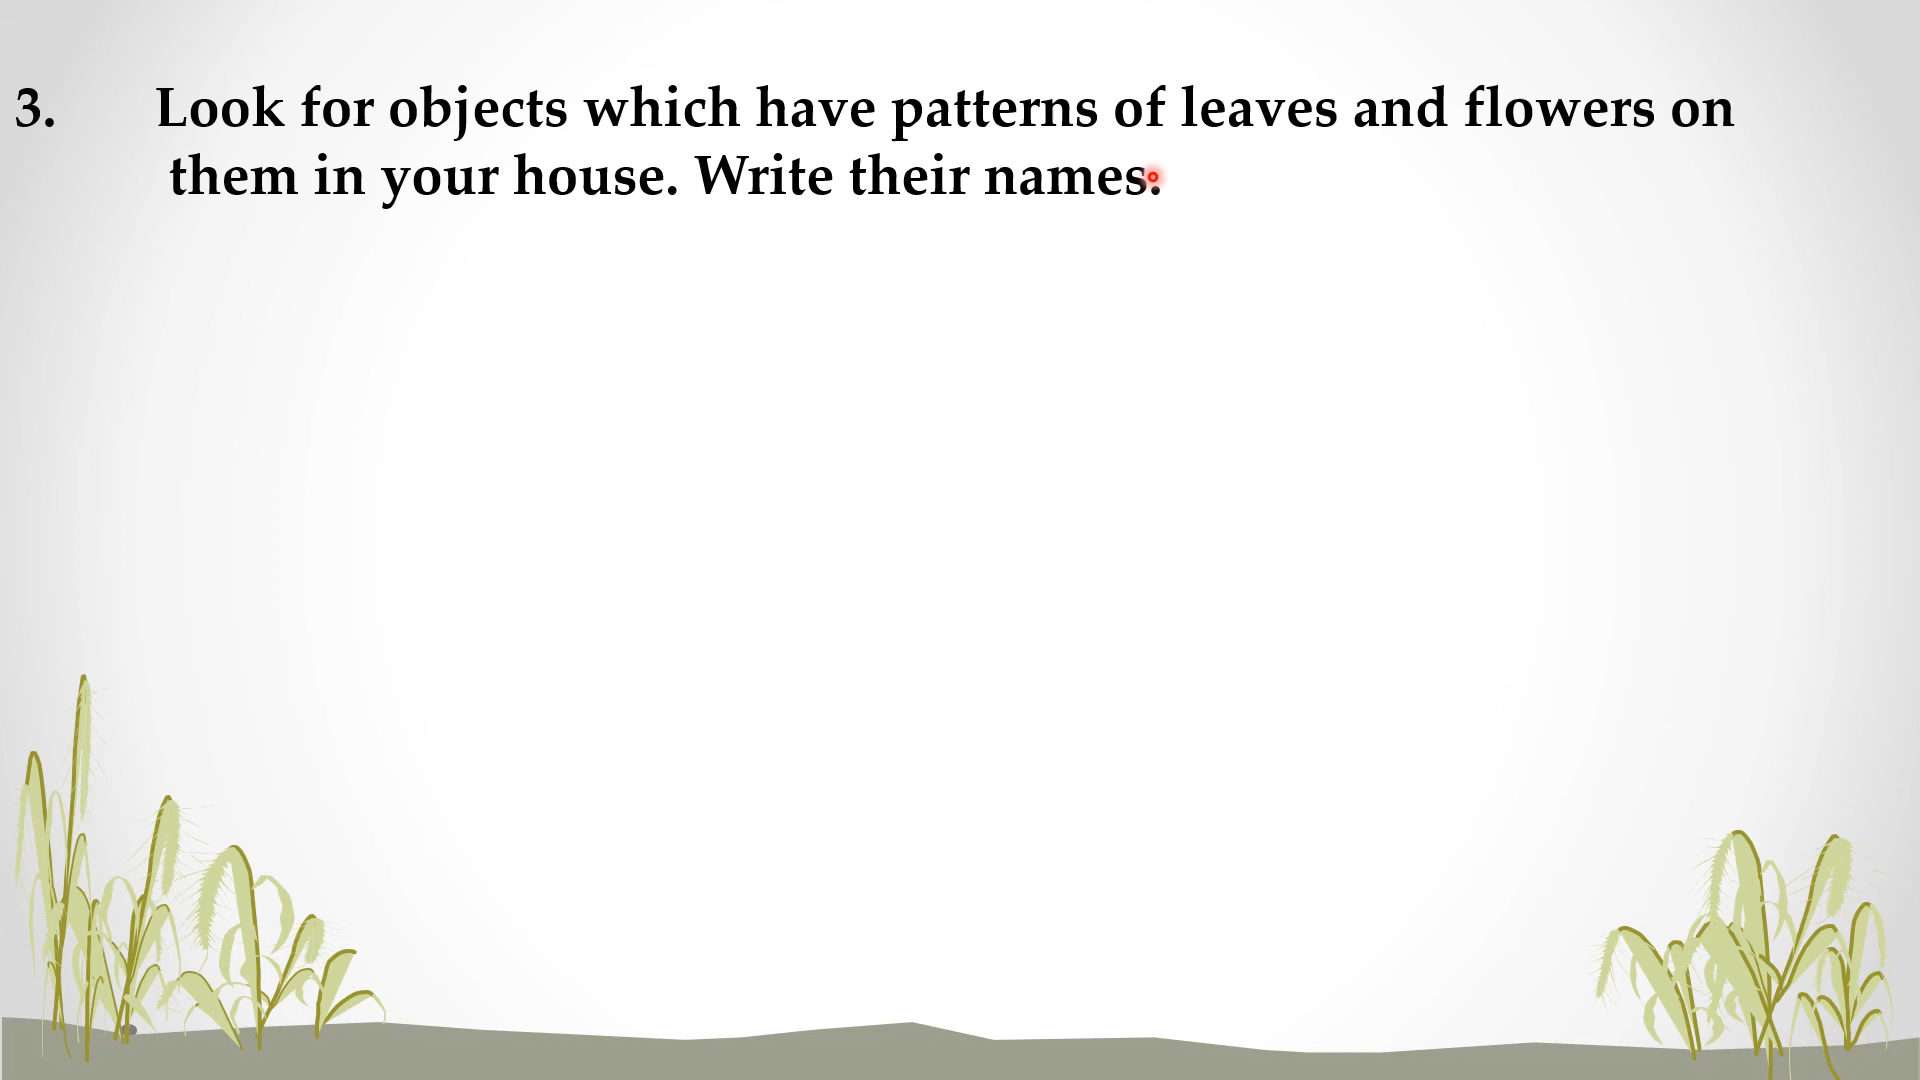 3. Look for objects which have patterns of leaves and flowers on
them in your house. Write their names.